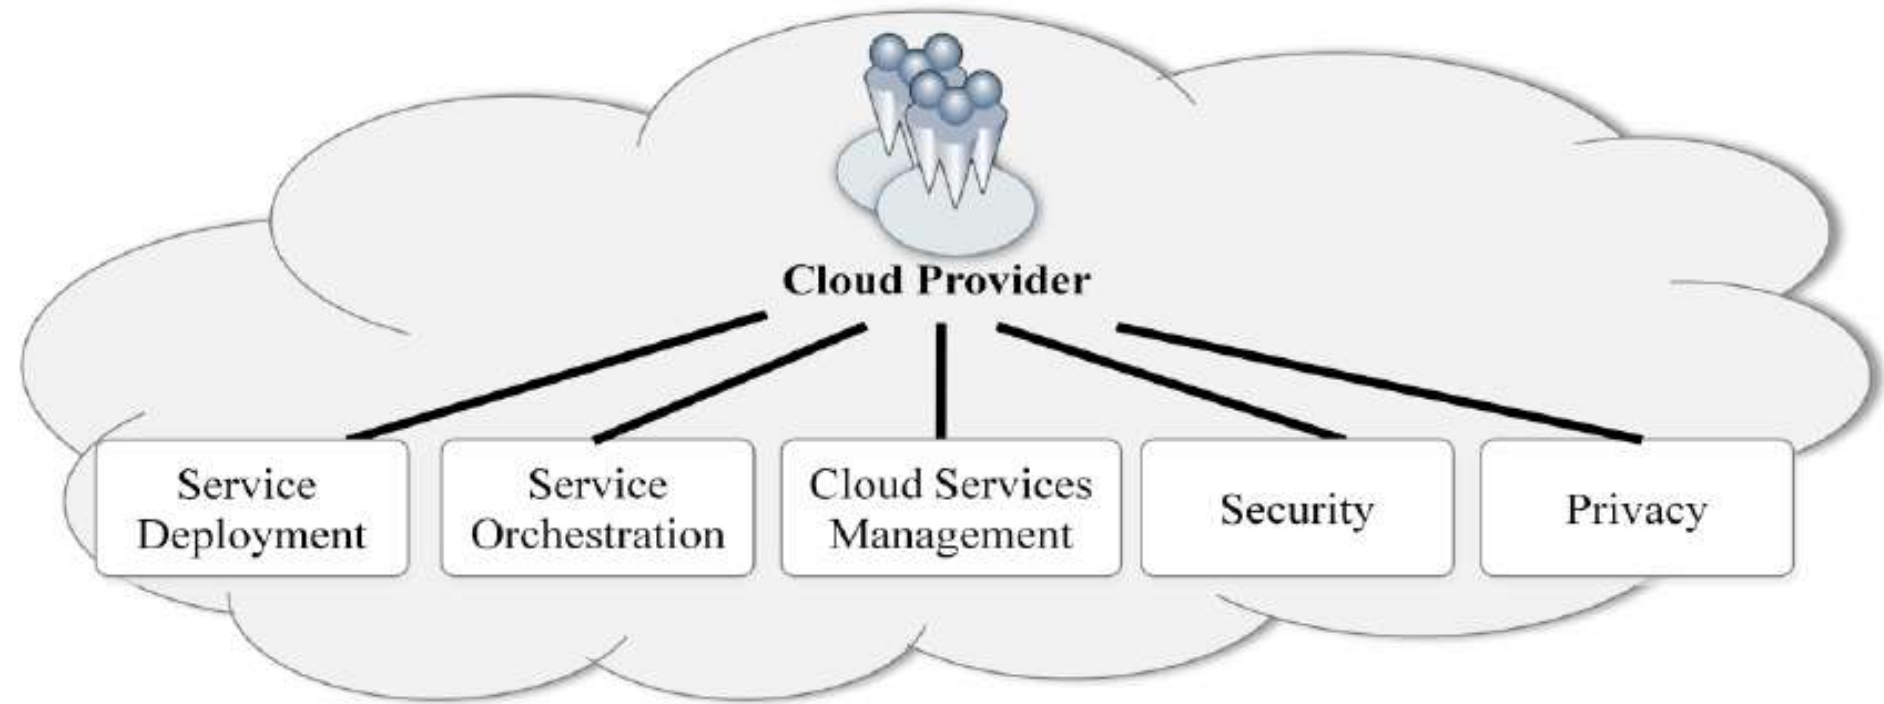 Cloud Provider
Service
Deployment
Service
Orchestration
Cloud Services
Management
Security
Privacy